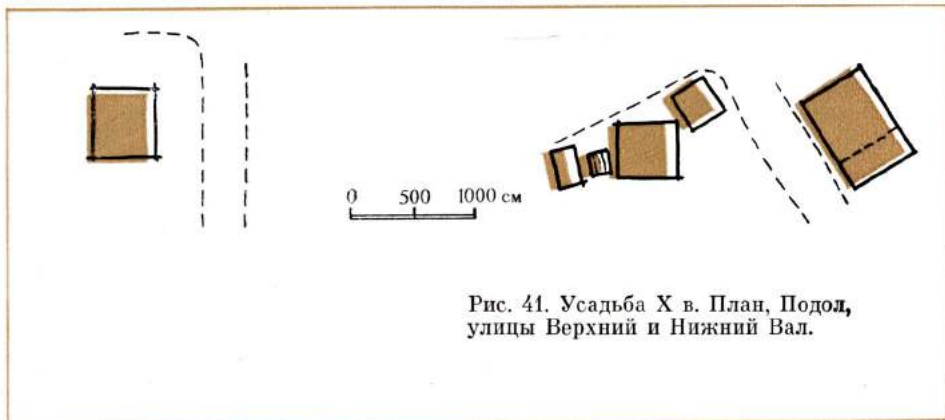 0 500 1000 см
Рис. 41. Усадьба X в. План, Подол,
улицы Верхний и Нижний Вал.